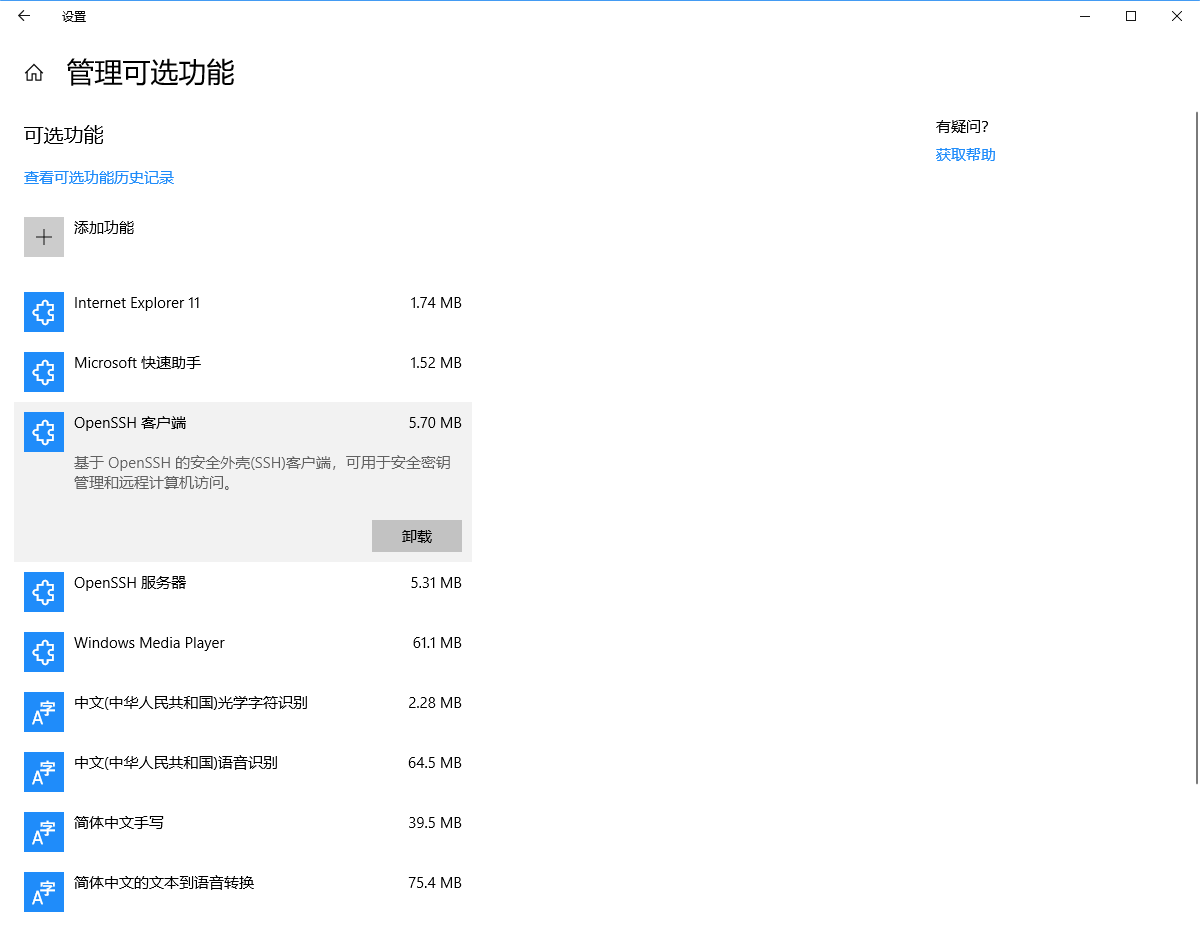 设置
管理可选功能
可选功能
有疑问?
获取帮助
查看可选功能历史记录
添加功能
Internet Explorer 11 1.74 MB
Microsoft 快速助手 1.52 MB
OpenSSH 客户端 5.70 MB
基于 OpenSSH 的安全外壳(SSH)客户端，可用于安全密钥
管理和远程计算机访问。
卸载
OpenSSH 服务器 5.31 MB
Windows Media Player 61.1 MB
中文(中华人民共和国)光学字符识别 2.28 MB
中文(中华人民共和国)语音识别 64.5 MB
简体中文手写 39.5 MB
简体中文的文本到语音转换 75.4 MB